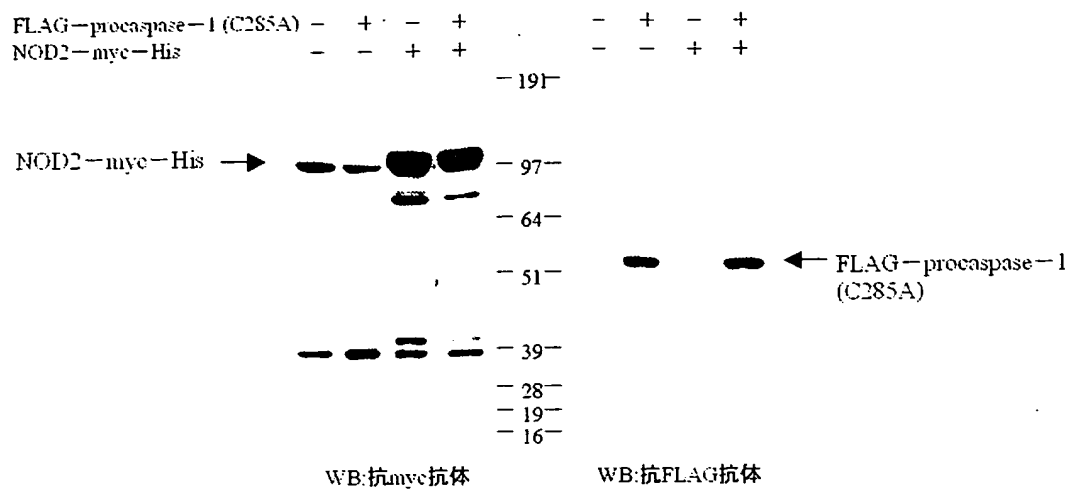 FLAG-procaspase-1 (C285A) - + - + - + - +
NOD2-myc-His - - + + - - + +
191
NOD2-myc-His
97
64
51
39
28
19
16
FLAG-procaspase-1
(C285A)
WB:抗myc抗体
WB:抗FLAG抗体